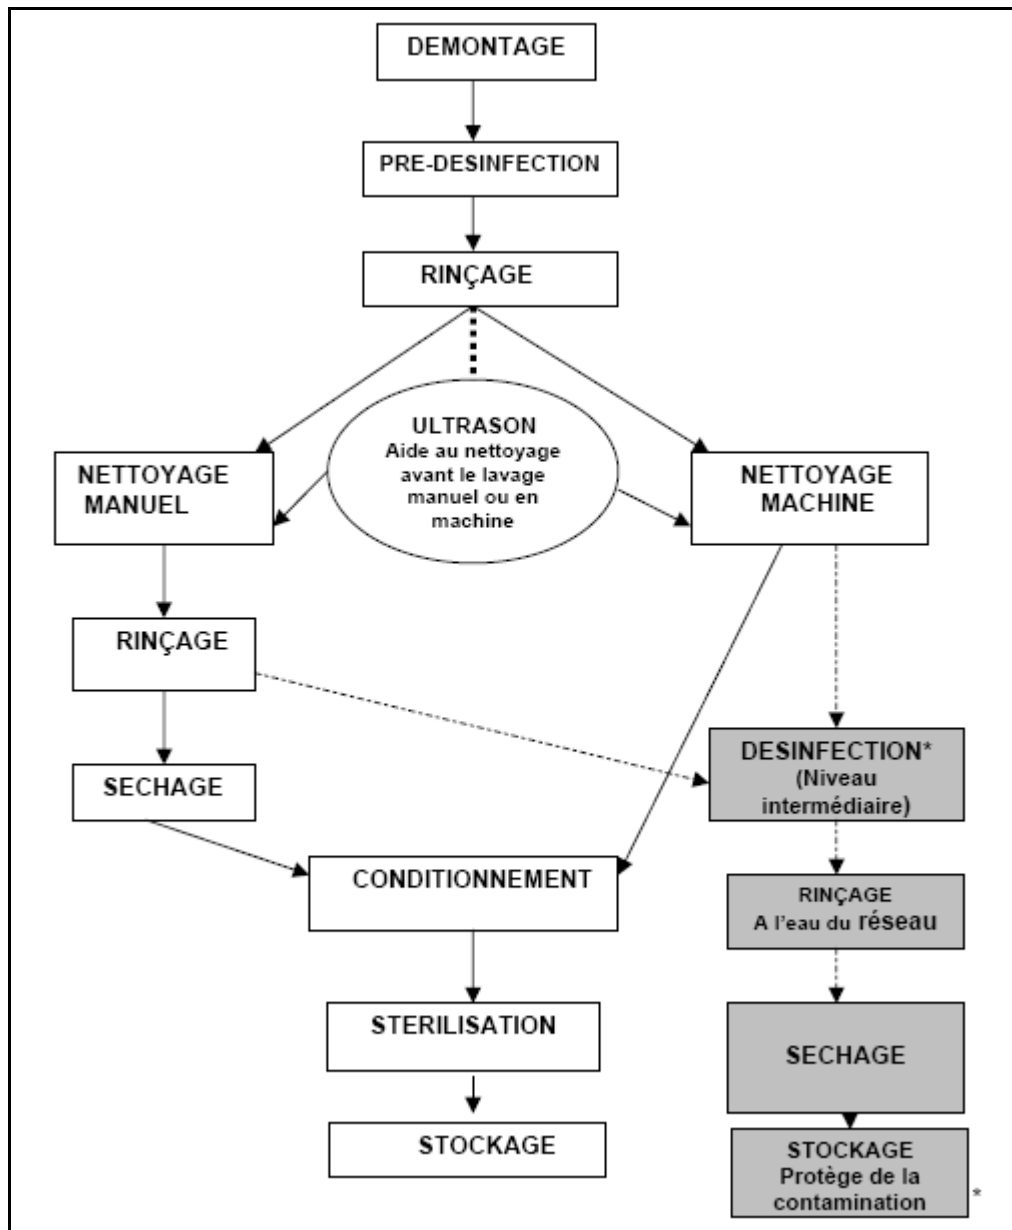 DEMONTAGE
PRE-DESINFECTION
RINÇAGE
ULTRASON
Aide au nettoyage
avant le lavage
manuel ou en
machine
NETTOYAGE
MANUEL
NETTOYAGE
MACHINE
RINÇAGE
SECHAGE
DESINFECTION*
(Niveau
intermédiaire)
CONDITIONNEMENT
RINÇAGE
A l'eau du réseau
STERILISATION
SECHAGE
STOCKAGE
STOCKAGE
Protège de la
contamination *